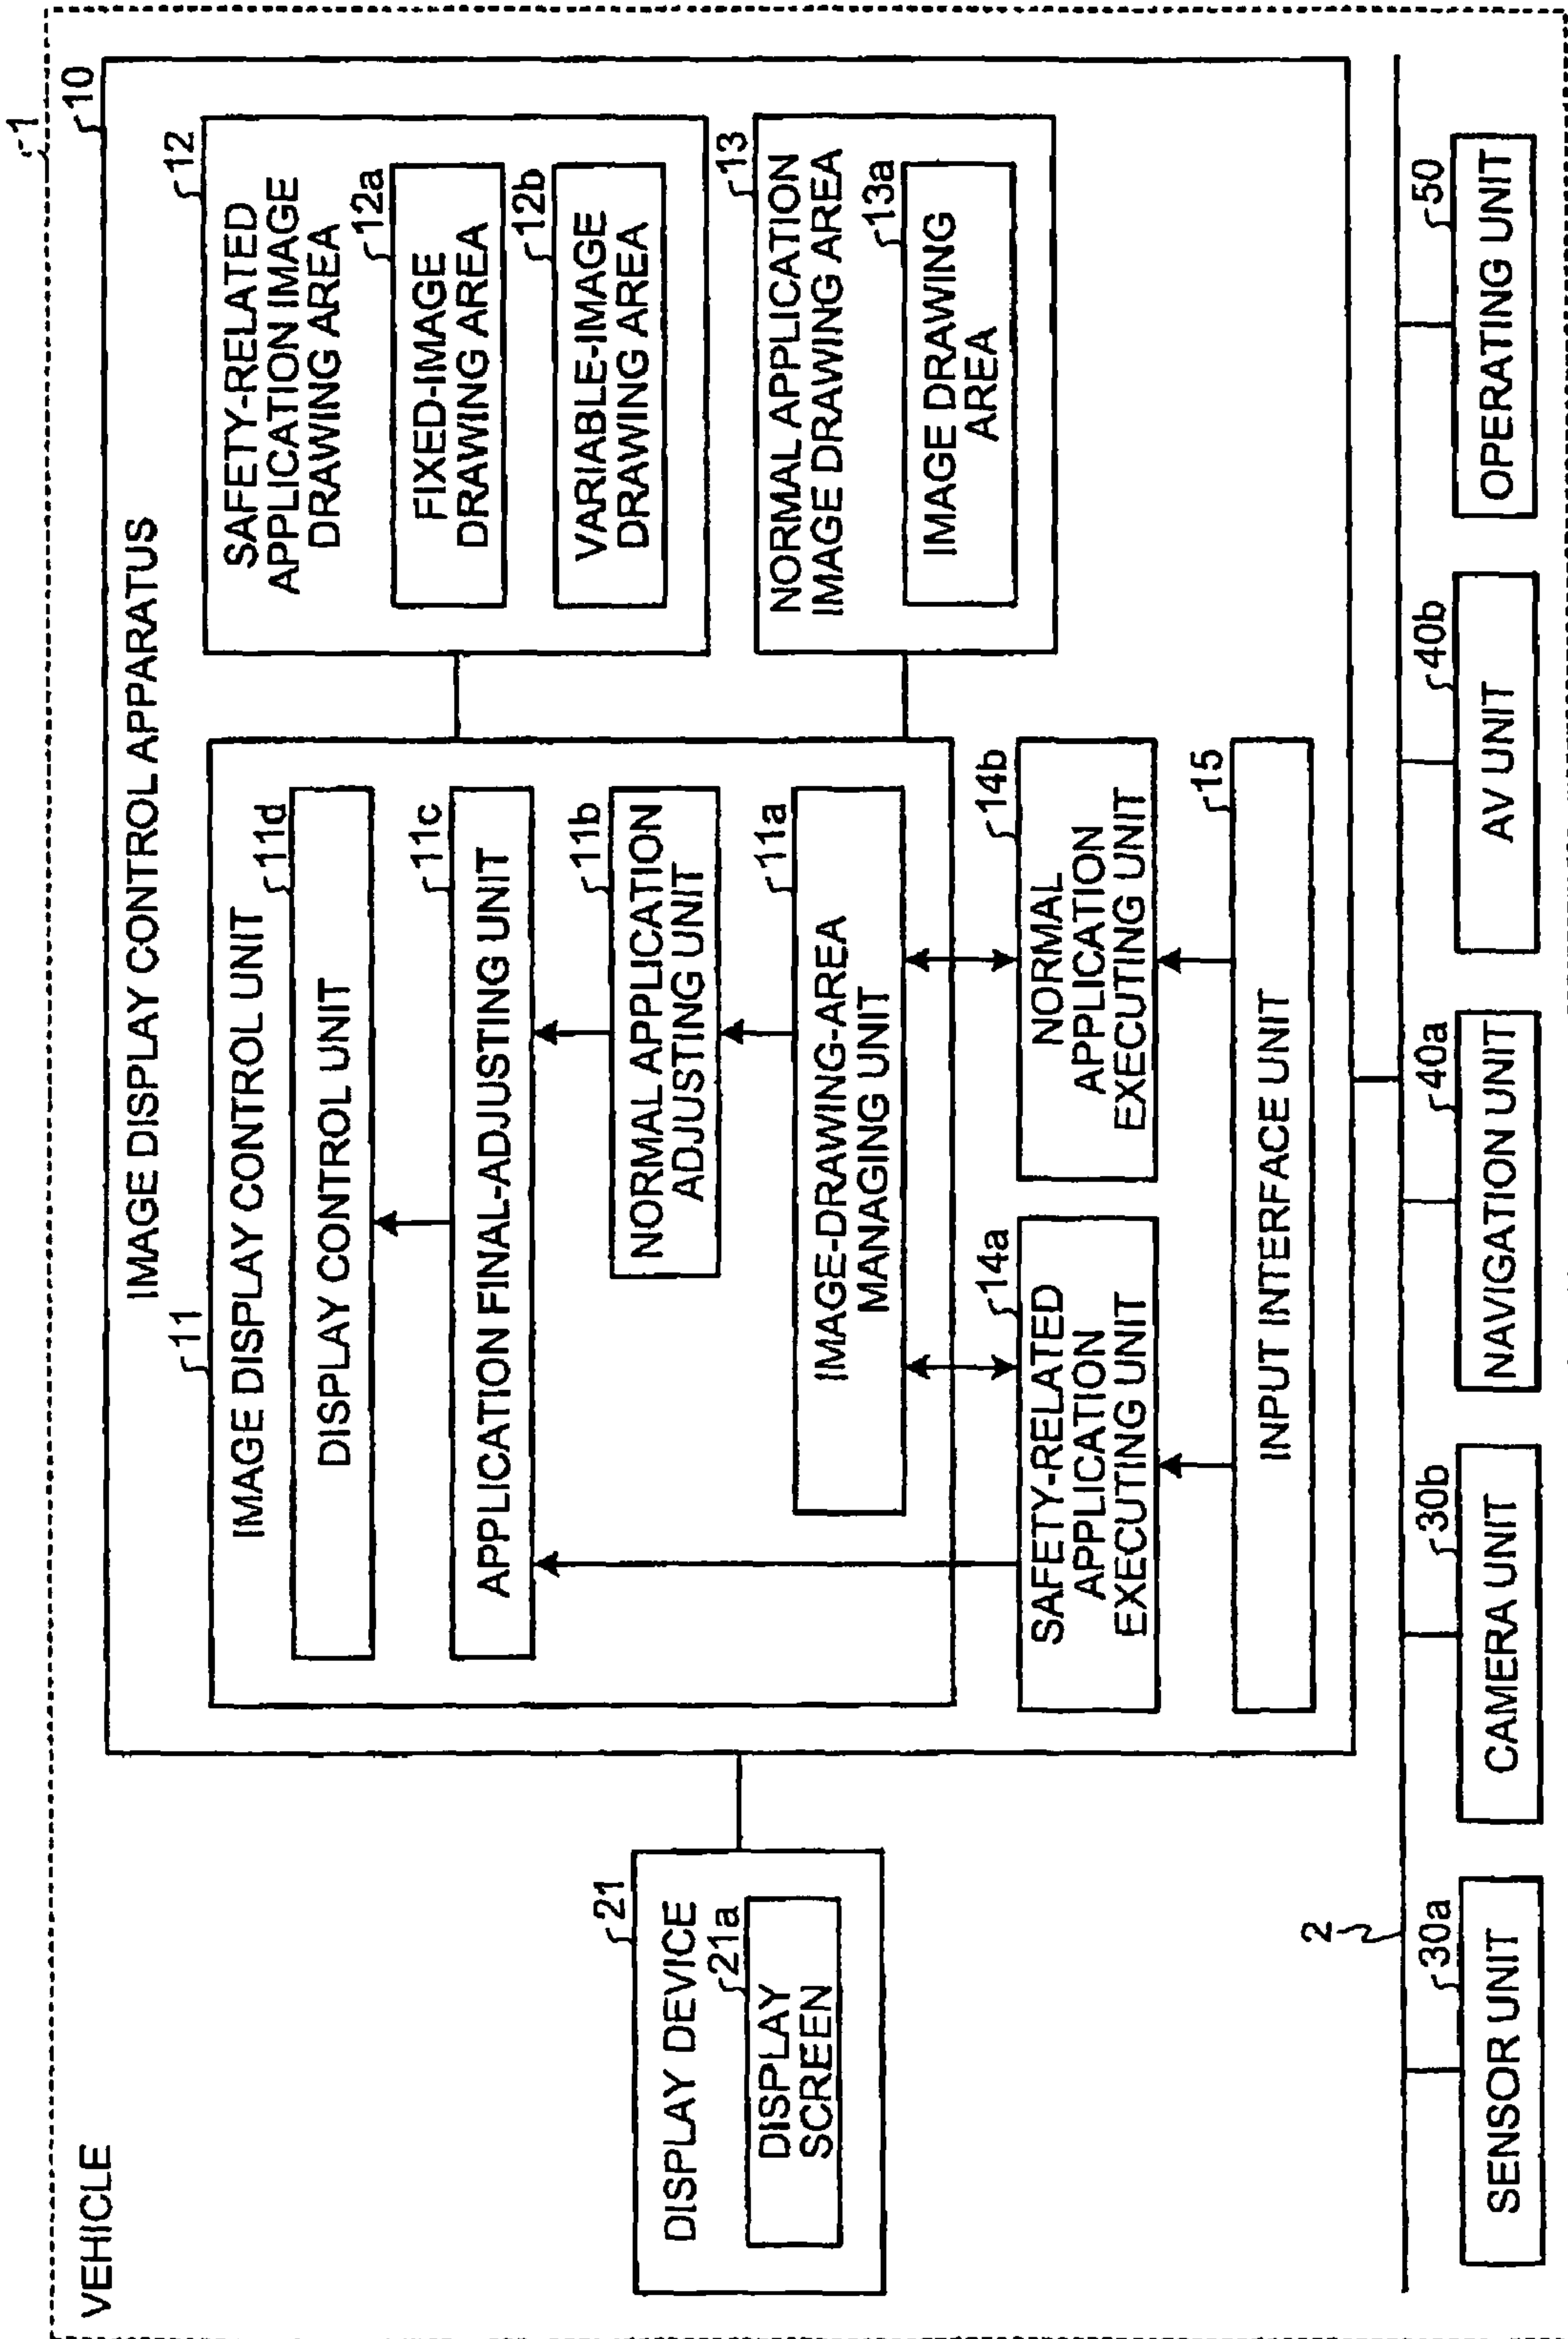 1
VEHICLE
10
IMAGE DISPLAY CONTROL APPARATUS
11
IMAGE DISPLAY CONTROL UNIT
11d
DISPLAY CONTROL UNIT
11c
APPLICATION FINAL-ADJUSTING UNIT
11b
NORMAL APPLICATION
ADJUSTING UNIT
11a
IMAGE-DRAWING-AREA
MANAGING UNIT
12
SAFETY-RELATED
APPLICATION IMAGE
DRAWING AREA
12a
FIXED-IMAGE
DRAWING AREA
12b
VARIABLE-IMAGE
DRAWING AREA
13
NORMAL APPLICATION
IMAGE DRAWING AREA
13a
IMAGE DRAWING
AREA
14a
SAFETY-RELATED
APPLICATION
EXECUTING UNIT
14b
NORMAL
APPLICATION
EXECUTING UNIT
15
INPUT INTERFACE UNIT
21
DISPLAY DEVICE
21a
DISPLAY
SCREEN
2
30a
SENSOR UNIT
30b
CAMERA UNIT
40a
NAVIGATION UNIT
40b
AV UNIT
50
OPERATING UNIT